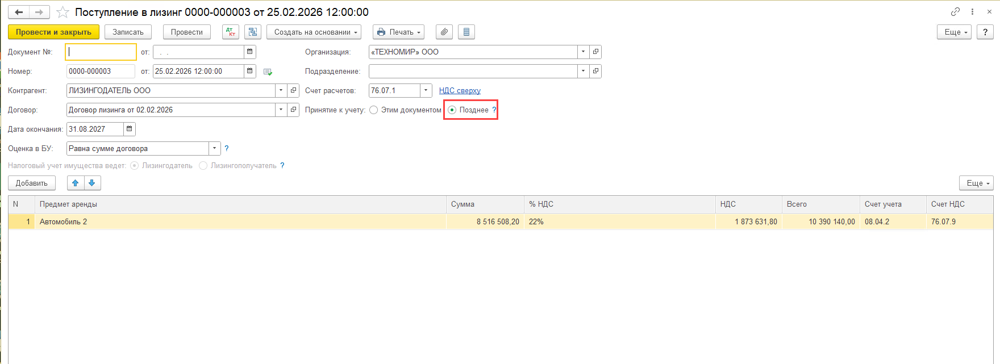 Поступление в лизинг 0000-000003 от 25.02.2026 12:00:00
Провести и закрыть Записать Провести Дт Кт Создать на основании Печать Еще ?
Документ №: от: . . Организация: «ТЕХНОМИР» ООО
Номер: 0000-000003 от: 25.02.2026 12:00:00 Подразделение:
Контрагент: ЛИЗИНГОДАТЕЛЬ ООО Счет расчетов: 76.07.1 НДС сверху
Договор: Договор лизинга от 02.02.2026 Принятие к учету: Этим документом Позднее ?
Дата окончания: 31.08.2027
Оценка в БУ: Равна сумме договора ?
Налоговый учет имущества ведет: Лизингодатель Лизингополучатель ?
Добавить Еще
N Предмет аренды Сумма % НДС НДС Всего Счет учета Счет НДС
1 Автомобиль 2 8 516 508,20 22% 1 873 631,80 10 390 140,00 08.04.2 76.07.9